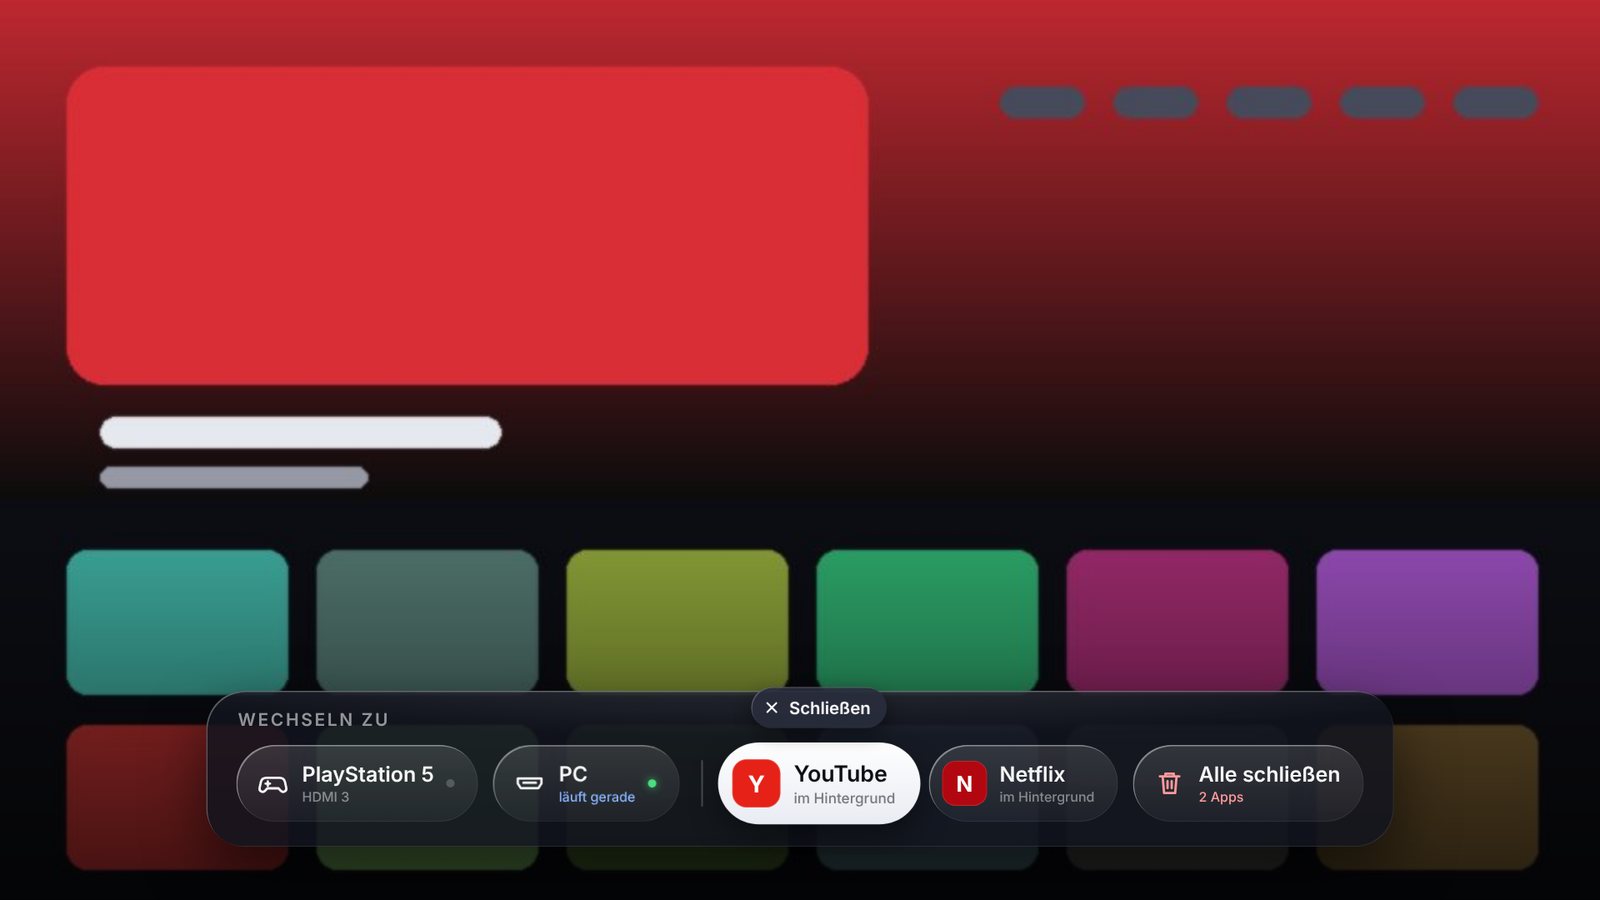 WECHSELN ZU
× Schließen
PlayStation 5
HDMI 3
PC
läuft gerade
Y
YouTube
im Hintergrund
N
Netflix
im Hintergrund
Alle schließen
2 Apps